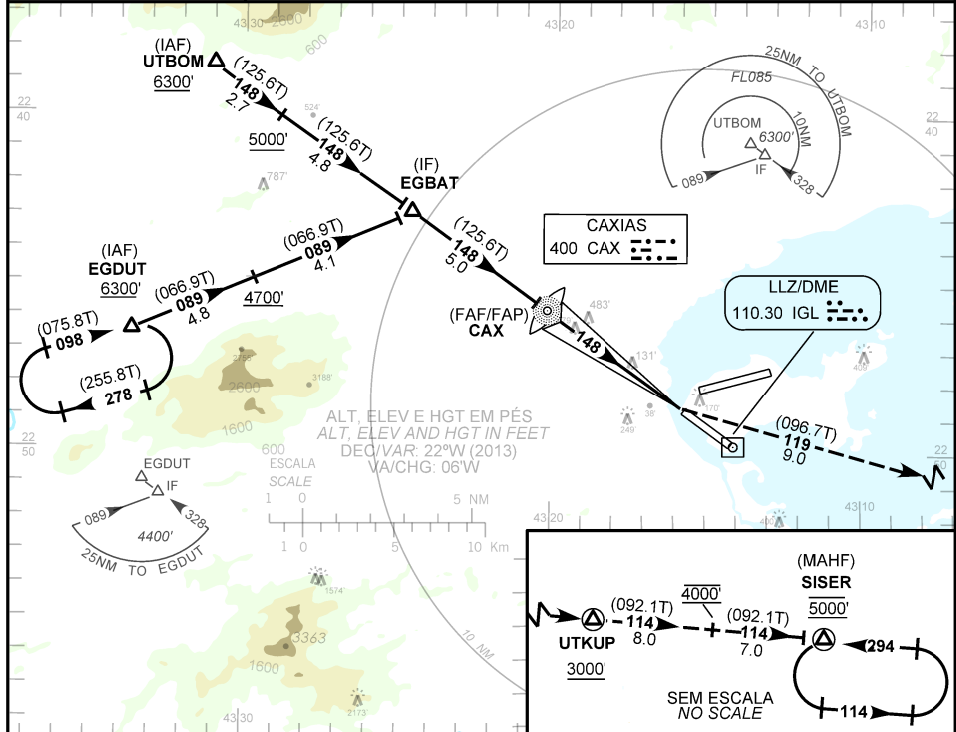 43 30
43 20
43 10
2600
600
(IAF)
UTBOM
6300'
(125.6T)
148
2.7
524'
5000'
(125.6T)
148
4.8
22
40
787'
(IF)
EGBAT
25NM TO UTBOM
FL085
UTBOM
6300'
10NM
IF
089
328
22
40
(IAF)
EGDUT
6300'
(066.9T)
089
4.8
4700'
(066.9T)
089
4.1
(125.6T)
148
5.0
CAXIAS
400 CAX
LLZ/DME
110.30 IGL
(FAF/FAP)
CAX
483'
148
131'
409'
(075.8T)
098
(255.8T)
278
2755'
2600
3188'
1600
38'
170'
249'
(096.7T)
119
9.0
ALT, ELEV E HGT EM PÉS
ALT, ELEV AND HGT IN FEET
DEC/VAR: 22ºW (2013)
VA/CHG: 06'W
22
50
22
50
600
ESCALA
SCALE
1 0 5 NM
1 0 5 10 Km
EGDUT
IF
089
328
4400'
25NM TO EGDUT
43 20
43 10
1574'
3363
1600
10 NM
2173'
43 30
UTKUP
3000'
(092.1T)
114
8.0
4000'
(092.1T)
114
7.0
(MAHF)
SISER
5000'
294
114
SEM ESCALA
NO SCALE